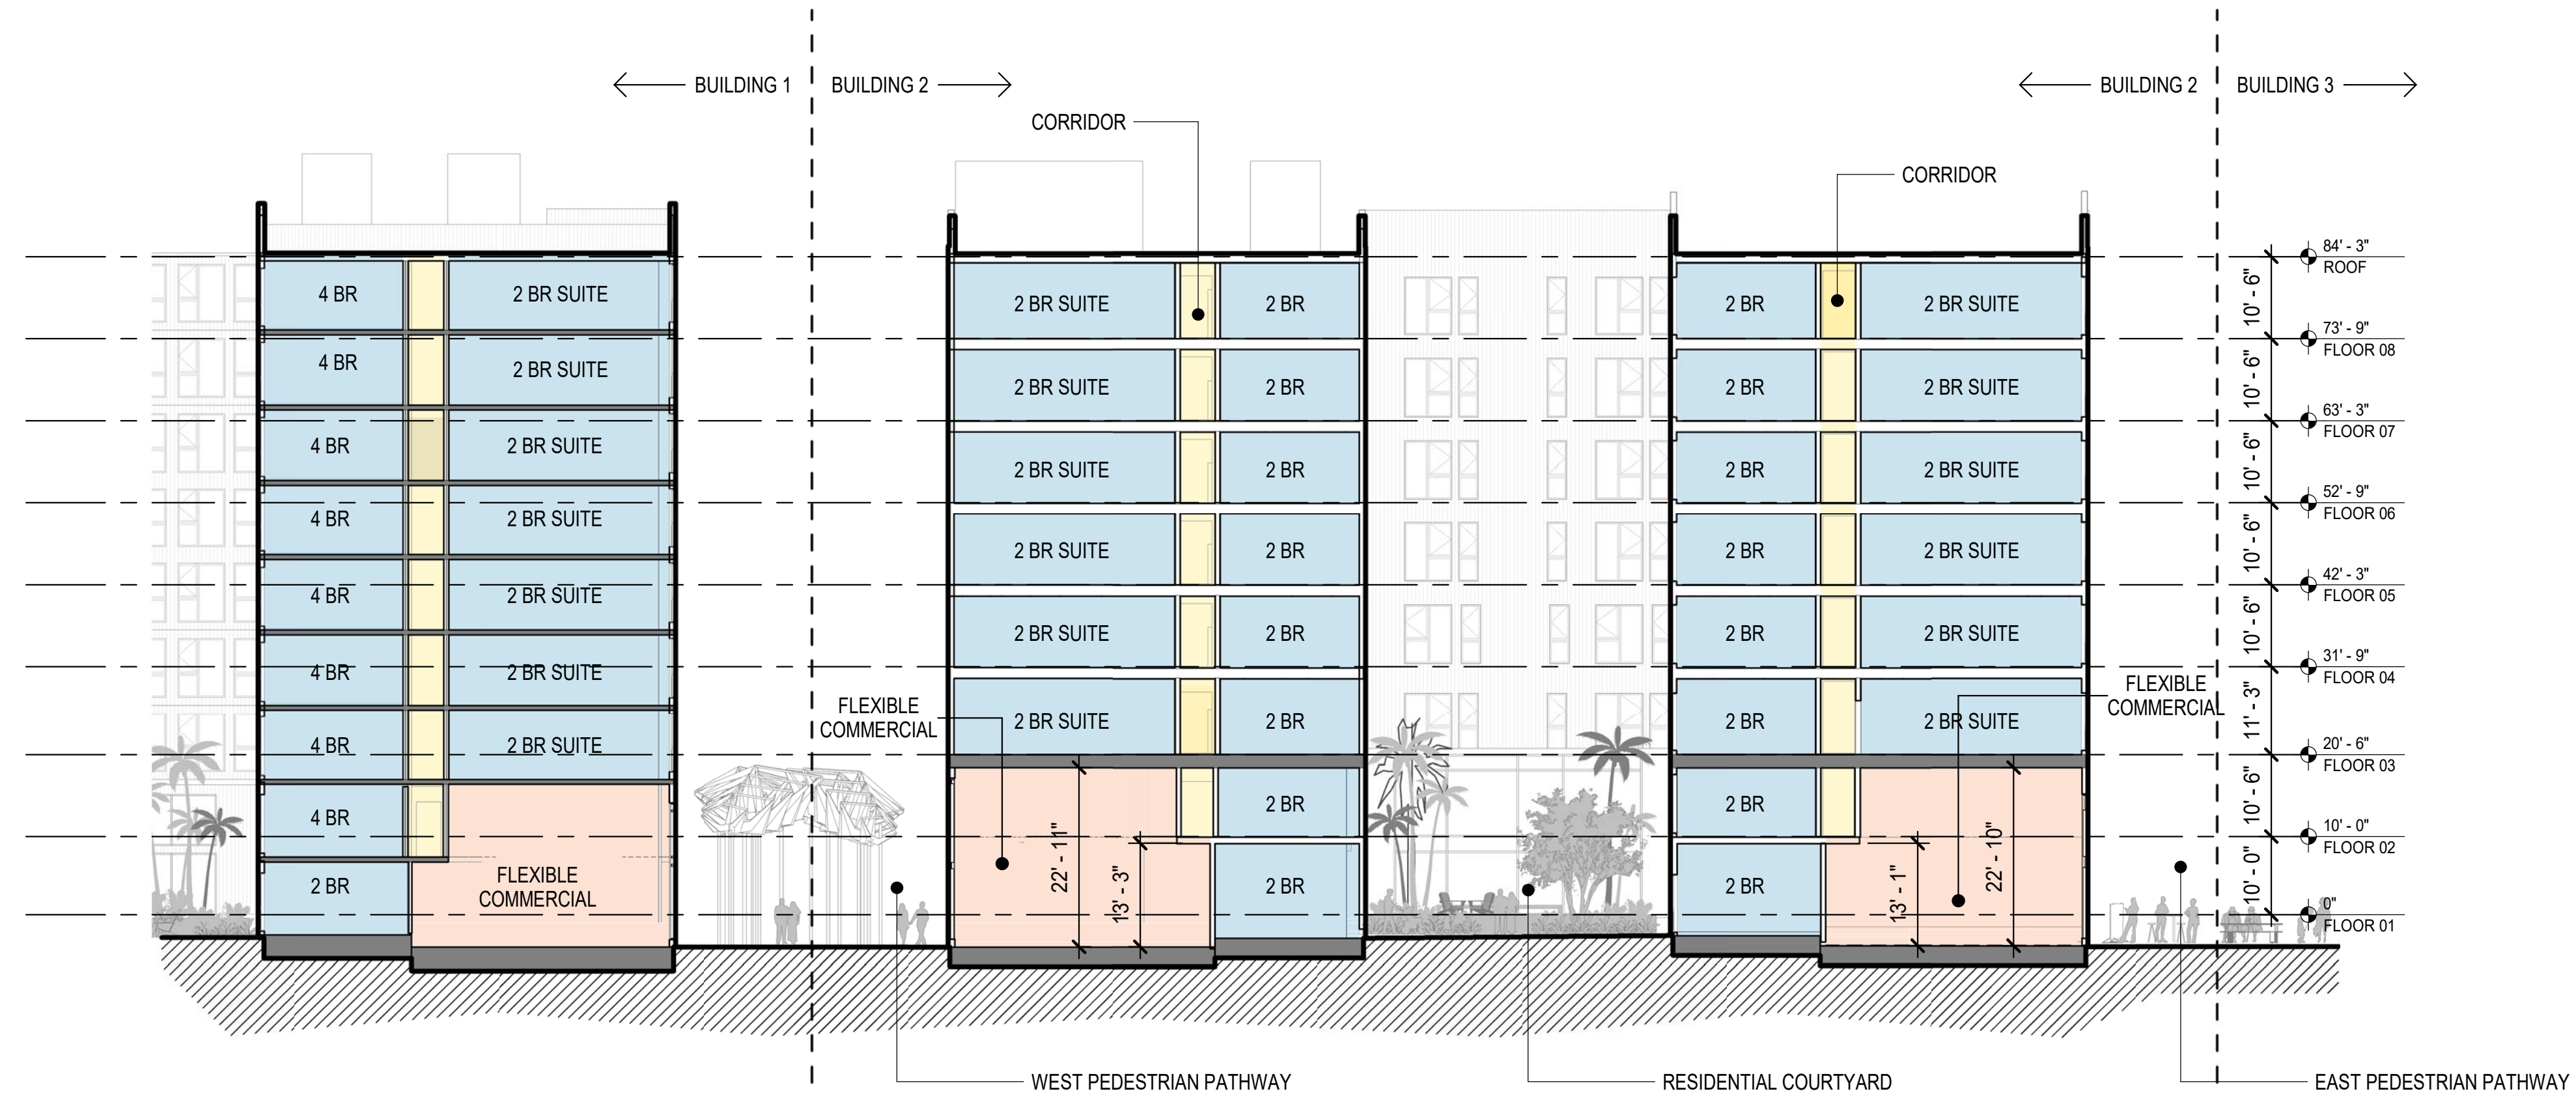 BUILDING 1
BUILDING 2
BUILDING 2
BUILDING 3
CORRIDOR
CORRIDOR
84' - 3"
ROOF
10' - 6"
4 BR
2 BR SUITE
2 BR SUITE
2 BR
2 BR
2 BR SUITE
73' - 9"
FLOOR 08
10' - 6"
4 BR
2 BR SUITE
2 BR SUITE
2 BR
2 BR
2 BR SUITE
63' - 3"
FLOOR 07
10' - 6"
4 BR
2 BR SUITE
2 BR SUITE
2 BR
2 BR
2 BR SUITE
52' - 9"
FLOOR 06
10' - 6"
4 BR
2 BR SUITE
2 BR SUITE
2 BR
2 BR
2 BR SUITE
42' - 3"
FLOOR 05
10' - 6"
4 BR
2 BR SUITE
2 BR SUITE
2 BR
2 BR
2 BR SUITE
31' - 9"
FLOOR 04
11' - 3"
4 BR
2 BR SUITE
FLEXIBLE
COMMERCIAL
2 BR SUITE
2 BR
2 BR
2 BR SUITE
FLEXIBLE
COMMERCIAL
4 BR
2 BR SUITE
20' - 6"
FLOOR 03
10' - 6"
4 BR
2 BR
2 BR
10' - 0"
FLOOR 02
10' - 0"
22' - 11"
13' - 3"
13' - 1"
22' - 10"
2 BR
FLEXIBLE
COMMERCIAL
2 BR
2 BR
0"
FLOOR 01
WEST PEDESTRIAN PATHWAY
RESIDENTIAL COURTYARD
EAST PEDESTRIAN PATHWAY